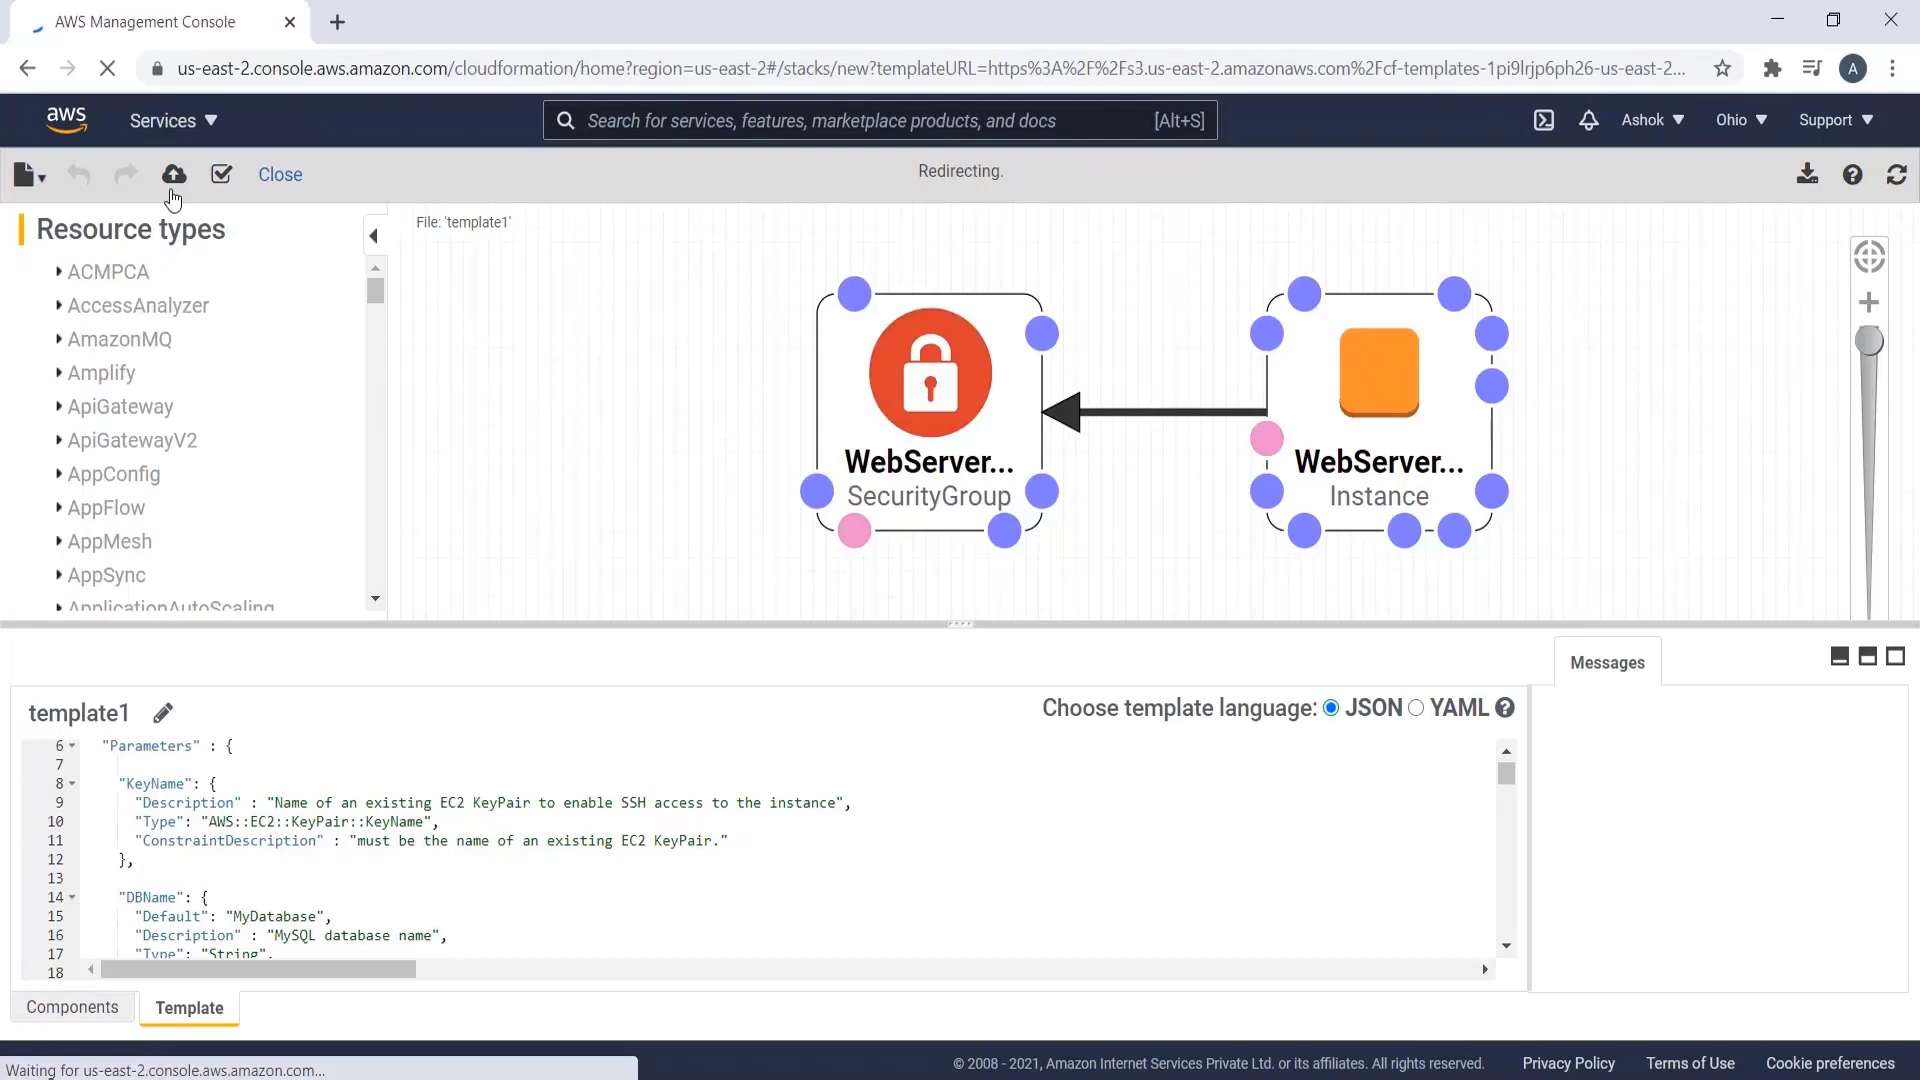 AWS Management Console
us-east-2.console.aws.amazon.com/cloudformation/home?region=us-east-2#/stacks/new?templateURL=https%3A%2F%2Fs3.us-east-2.amazonaws.com%2Fcf-templates-1pi9lrjp6ph26-us-east-2...
A
aws
Services
Search for services, features, marketplace products, and docs
[Alt+S]
Ashok
Ohio
Support
Close
Redirecting.
Resource types
File: 'template1'
ACMPCA
AccessAnalyzer
AmazonMQ
Amplify
ApiGateway
ApiGatewayV2
AppConfig
AppFlow
AppMesh
AppSync
ApplicationAutoScaling
WebServer...
SecurityGroup
WebServer...
Instance
Messages
template1
Choose template language: JSON YAML
6 "Parameters" : {
7
8 "KeyName": {
9 "Description" : "Name of an existing EC2 KeyPair to enable SSH access to the instance",
10 "Type": "AWS::EC2::KeyPair::KeyName",
11 "ConstraintDescription" : "must be the name of an existing EC2 KeyPair."
12 },
13
14 "DBName": {
15 "Default": "MyDatabase",
16 "Description" : "MySQL database name",
17 "Type": "String",
18
Components
Template
Waiting for us-east-2.console.aws.amazon.com...
© 2008 - 2021, Amazon Internet Services Private Ltd. or its affiliates. All rights reserved.
Privacy Policy
Terms of Use
Cookie preferences